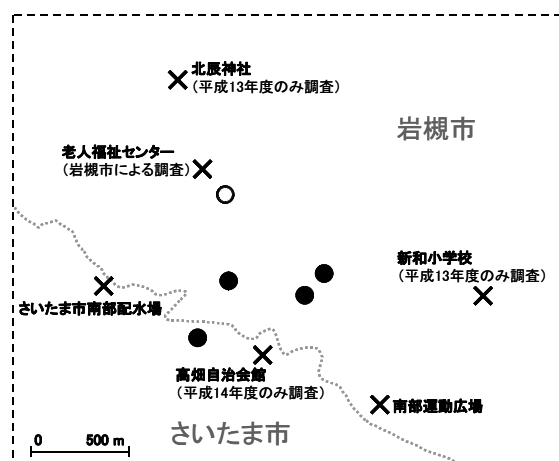 北辰神社
（平成13年度のみ調査）
岩槻市
老人福祉センター
（岩槻市による調査）
新和小学校
（平成13年度のみ調査）
さいたま市南部配水場
高畑自治会館
（平成14年度のみ調査）
南部運動広場
さいたま市
0 500 m